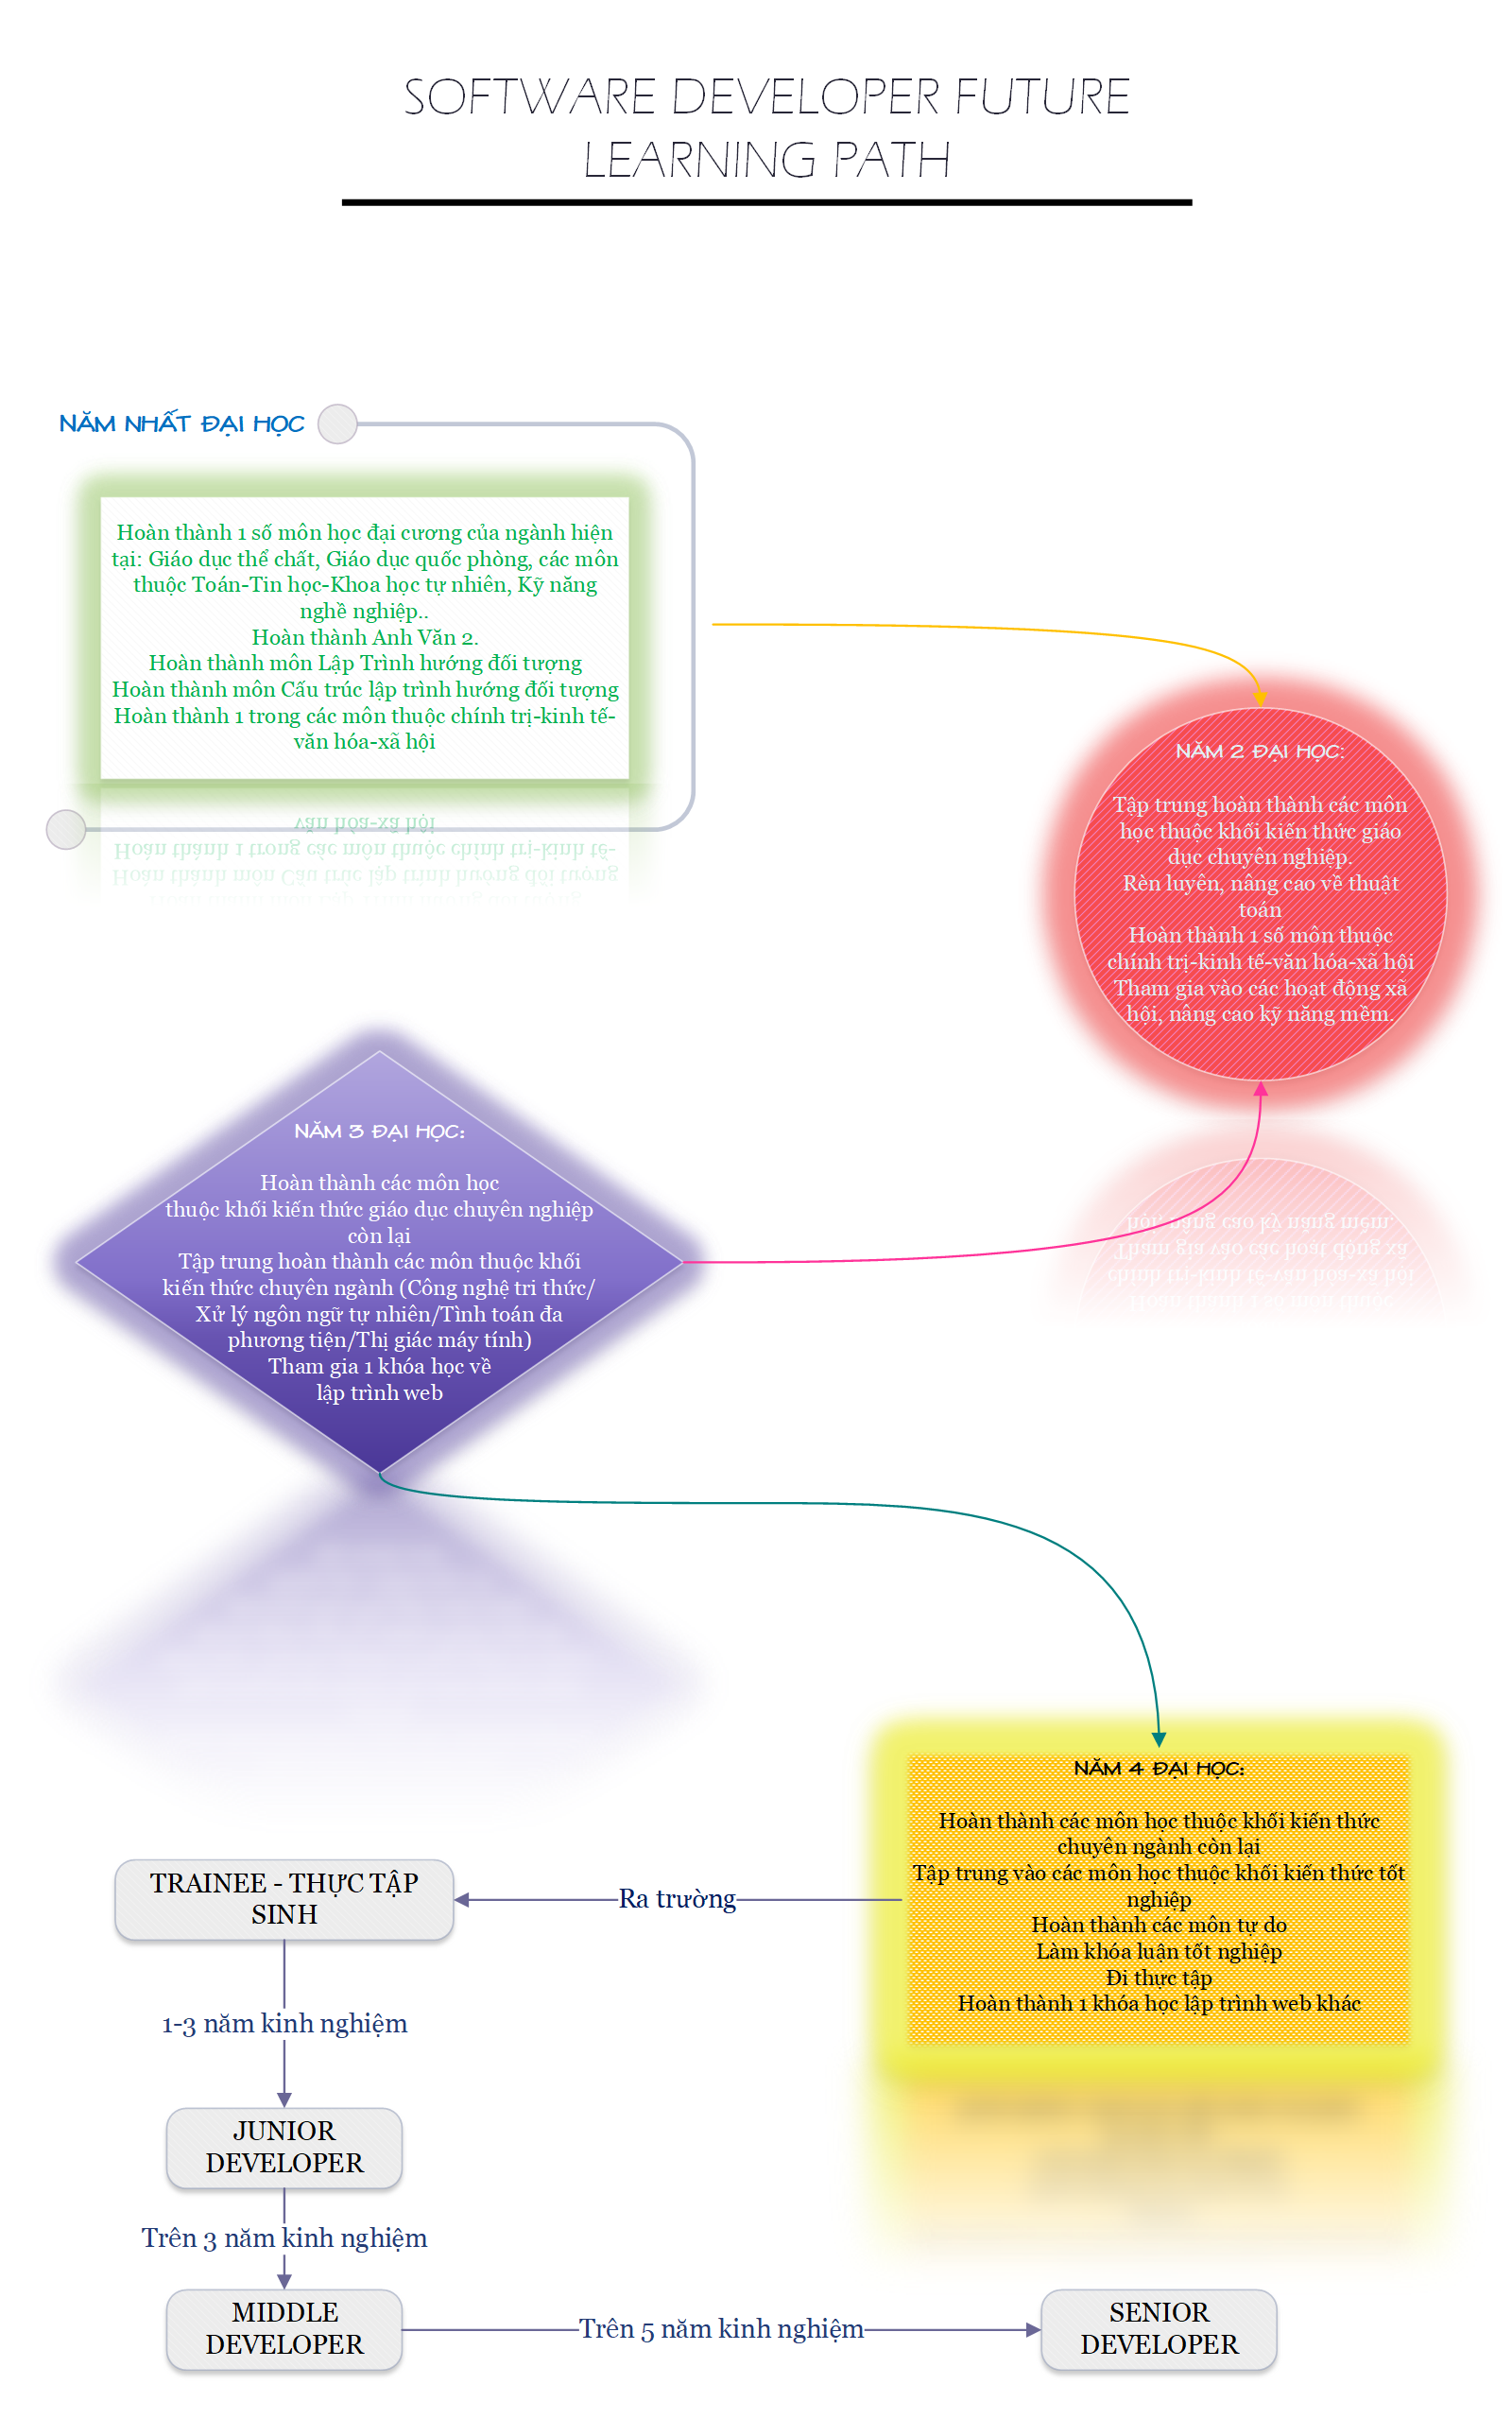 SOFTWARE DEVELOPER FUTURE
LEARNING PATH
NĂM NHẤT ĐẠI HỌC
Hoàn thành 1 số môn học đại cương của ngành hiện
tại: Giáo dục thể chất, Giáo dục quốc phòng, các môn
thuộc Toán-Tin học-Khoa học tự nhiên, Kỹ năng
nghề nghiệp..
Hoàn thành Anh Văn 2.
Hoàn thành môn Lập Trình hướng đối tượng
Hoàn thành môn Cấu trúc lập trình hướng đối tượng
Hoàn thành 1 trong các môn thuộc chính trị-kinh tế-
văn hóa-xã hội
NĂM 2 ĐẠI HỌC:
Tập trung hoàn thành các môn
học thuộc khối kiến thức giáo
dục chuyên nghiệp.
Rèn luyên, nâng cao về thuật
toán
Hoàn thành 1 số môn thuộc
chính trị-kinh tế-văn hóa-xã hội
Tham gia vào các hoạt động xã
hội, nâng cao kỹ năng mềm.
NĂM 3 ĐẠI HỌC:
Hoàn thành các môn học
thuộc khối kiến thức giáo dục chuyên nghiệp
còn lại
Tập trung hoàn thành các môn thuộc khối
kiến thức chuyên ngành (Công nghệ tri thức/
Xử lý ngôn ngữ tự nhiên/Tình toán đa
phương tiện/Thị giác máy tính)
Tham gia 1 khóa học về
lập trình web
NĂM 4 ĐẠI HỌC:
Hoàn thành các môn học thuộc khối kiến thức
chuyên ngành còn lại
Tập trung vào các môn học thuộc khối kiến thức tốt
nghiệp
Hoàn thành các môn tự do
Làm khóa luận tốt nghiệp
Đi thực tập
Hoàn thành 1 khóa học lập trình web khác
Ra trường
TRAINEE - THỰC TẬP
SINH
1-3 năm kinh nghiệm
JUNIOR
DEVELOPER
Trên 3 năm kinh nghiệm
MIDDLE
DEVELOPER
Trên 5 năm kinh nghiệm
SENIOR
DEVELOPER